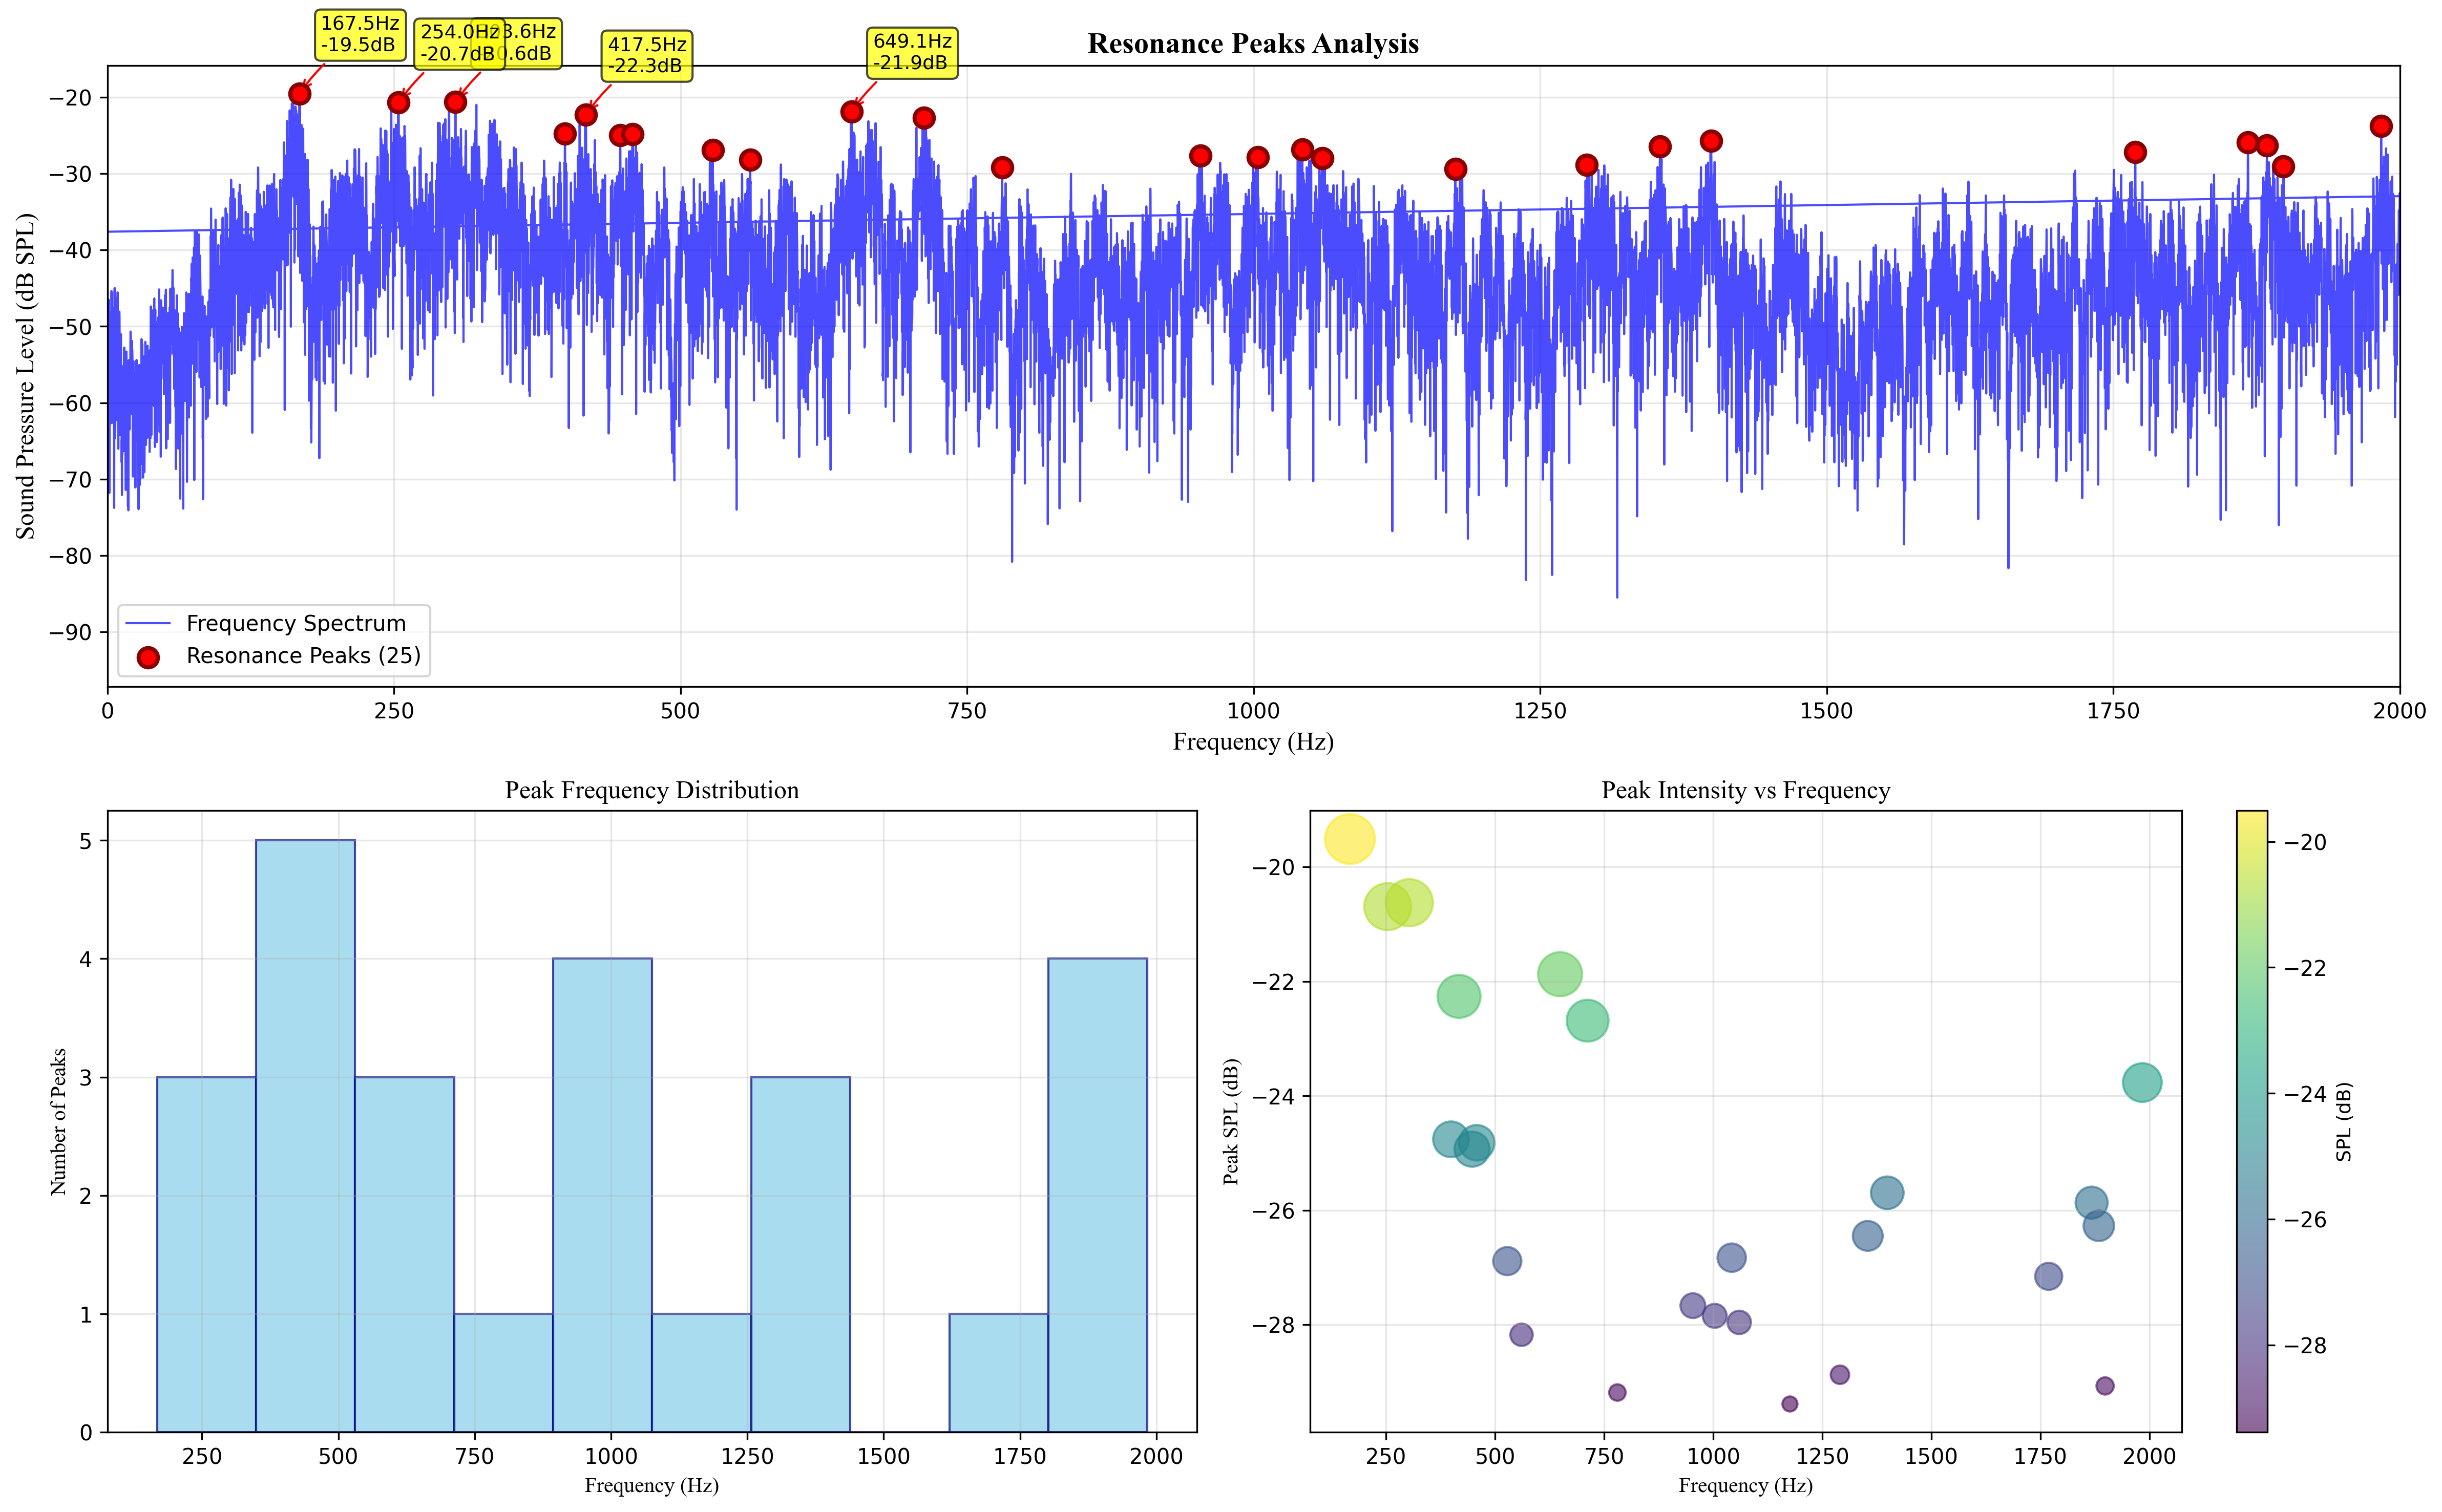 167.5Hz
-19.5dB
254.0Hz
-20.7dB
3.6Hz
0.6dB
417.5Hz
-22.3dB
649.1Hz
-21.9dB
Resonance Peaks Analysis
Sound Pressure Level (dB SPL)
−20
−30
−40
−50
−60
−70
−80
−90
Frequency Spectrum
Resonance Peaks (25)
0
250
500
750
1000
1250
1500
1750
2000
Frequency (Hz)
Peak Frequency Distribution
Number of Peaks
5
4
3
2
1
0
250
500
750
1000
1250
1500
1750
2000
Frequency (Hz)
Peak Intensity vs Frequency
Peak SPL (dB)
−20
−22
−24
−26
−28
250
500
750
1000
1250
1500
1750
2000
Frequency (Hz)
−20
−22
−24
−26
−28
SPL (dB)